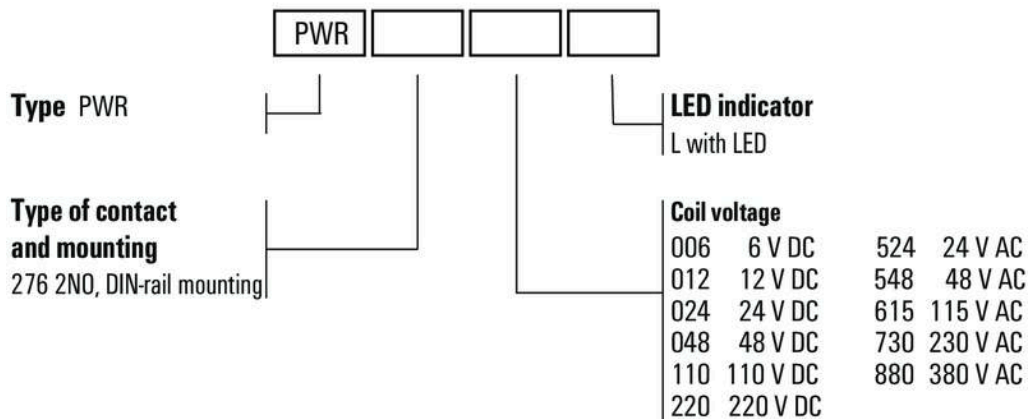 PWR
Type PWR
LED indicator
L with LED
Type of contact
and mounting
276 2NO, DIN-rail mounting
Coil voltage
006 6 V DC 524 24 V AC
012 12 V DC 548 48 V AC
024 24 V DC 615 115 V AC
048 48 V DC 730 230 V AC
110 110 V DC 880 380 V AC
220 220 V DC